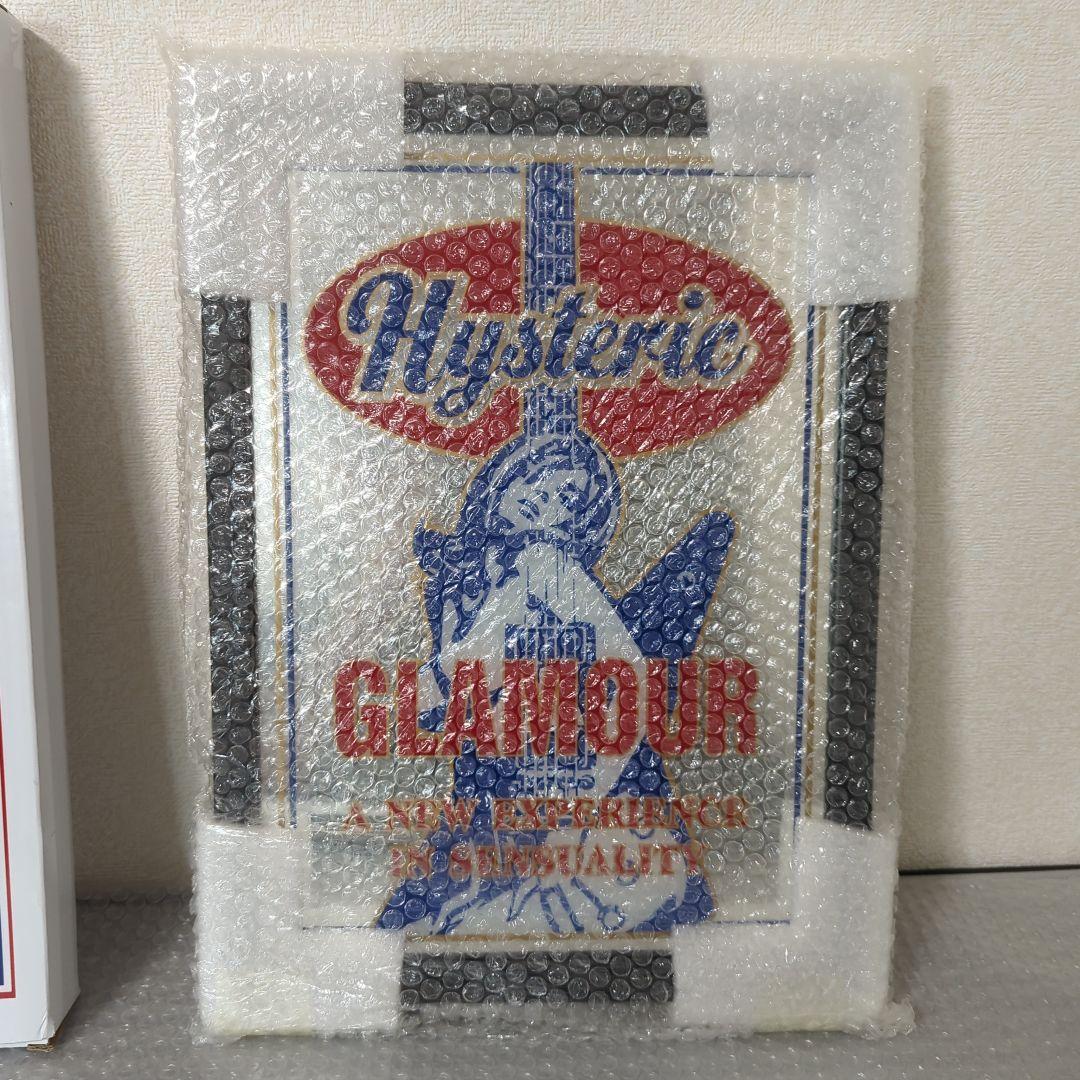 Hysteric
GLAMOUR
A NEW EXPERIENCE
IN SENSUALITY